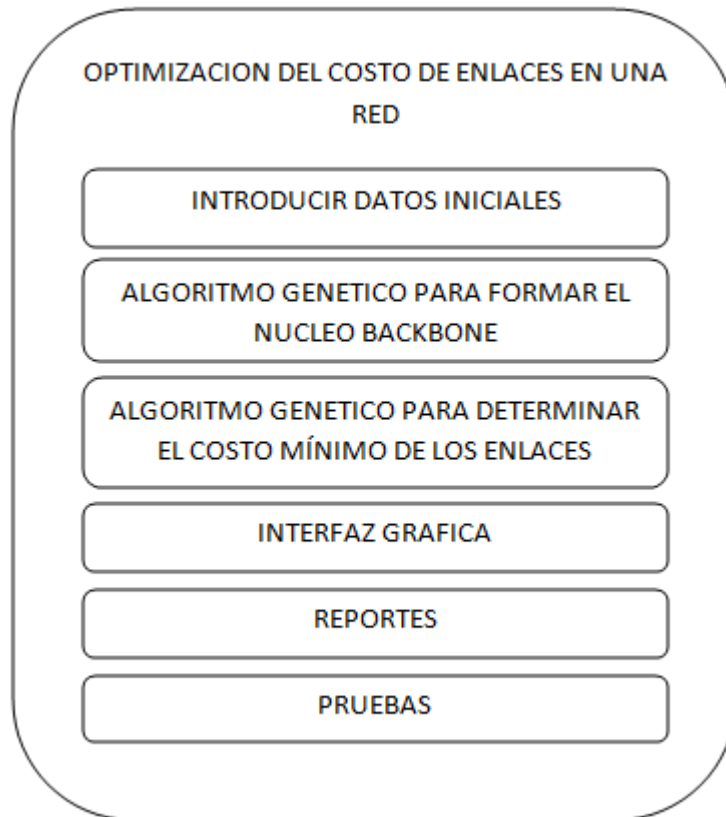 OPTIMIZACION DEL COSTO DE ENLACES EN UNA
RED
INTRODUCIR DATOS INICIALES
ALGORITMO GENETICO PARA FORMAR EL
NUCLEO BACKBONE
ALGORITMO GENETICO PARA DETERMINAR
EL COSTO MÍNIMO DE LOS ENLACES
INTERFAZ GRAFICA
REPORTES
PRUEBAS